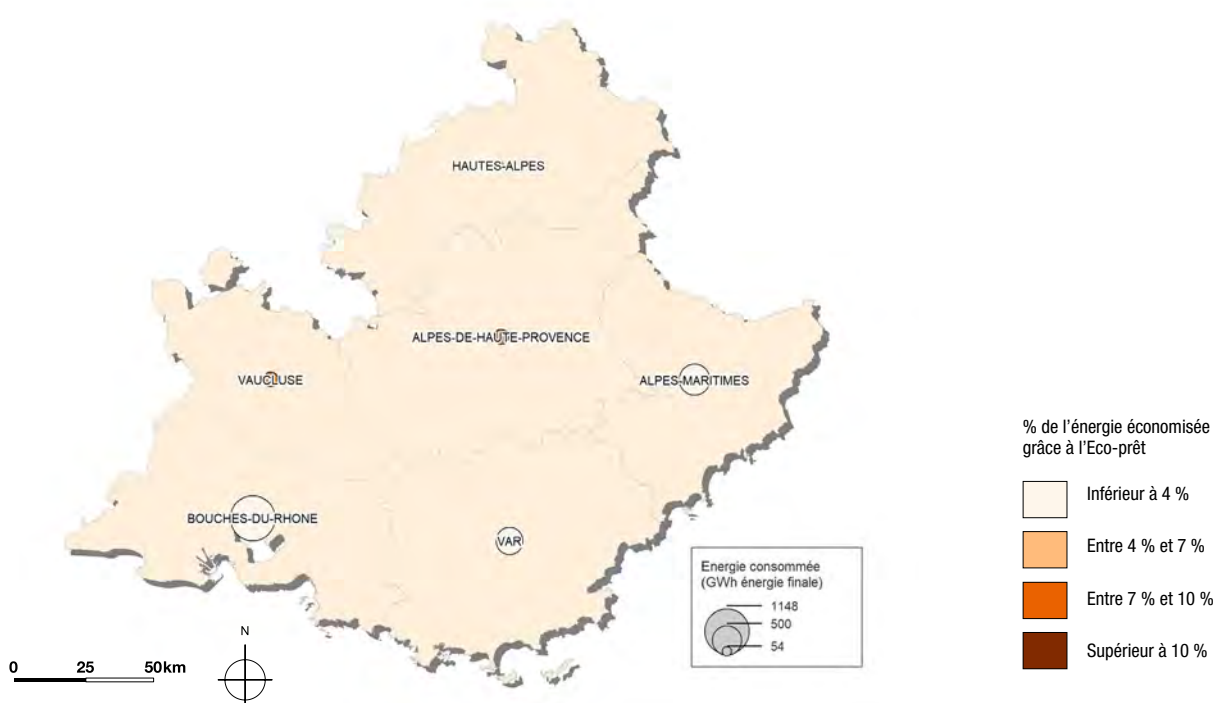 HAUTES-ALPES
ALPES-DE-HAUTE-PROVENCE
VAUCLUSE
ALPES-MARITIMES
BOUCHES-DU-RHONE
VAR
% de l'énergie économisée
grâce à l'Eco-prêt
Inférieur à 4 %
Entre 4 % et 7 %
Entre 7 % et 10 %
Supérieur à 10 %
Energie consommée
(GWh énergie finale)
1148
500
54
N
0 25 50km